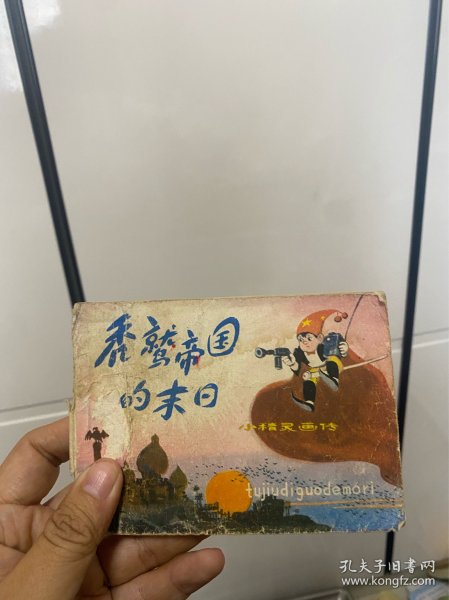 秃鹫帝国
的末日
小精灵画传
tujiudiguodemori
孔夫子旧书网
www.kongfz.com